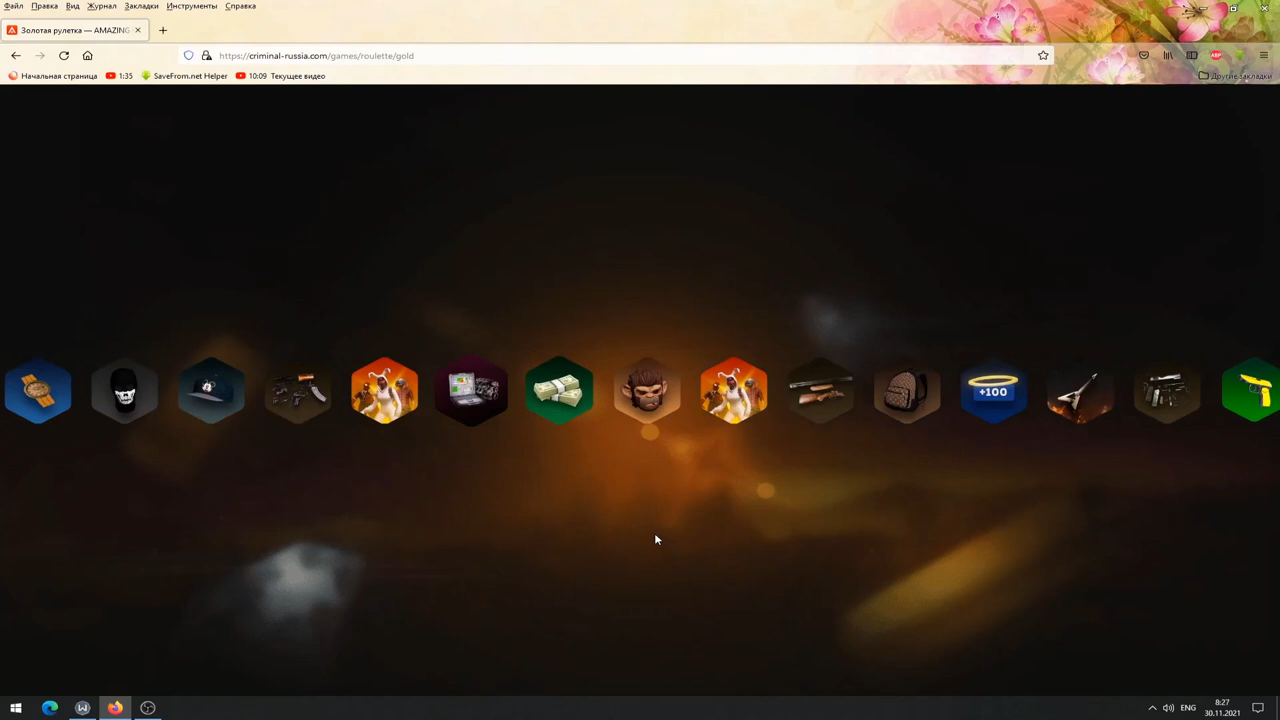 Файл Правка Вид Журнал Закладки Инструменты Справка
Золотая рулетка — AMAZING
https://criminal-russia.com/games/roulette/gold
ABP
Начальная страница 1:35 SaveFrom.net Helper 10:09 Текущее видео Другие закладки
+100
ENG
8:27
30.11.2021